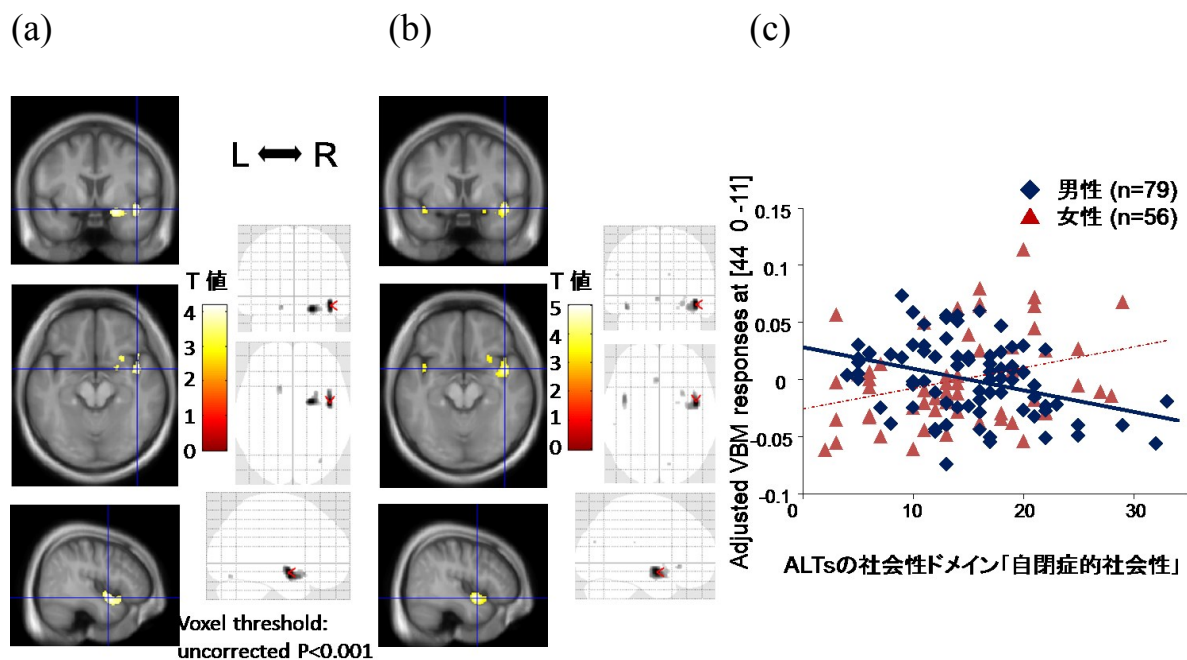 (a)
(b)
(c)
L R
T 値
4
3
2
1
0
Voxel threshold:
uncorrected P<0.001
T 値
5
4
3
2
1
0
男性 (n=79)
女性 (n=56)
Adjusted VBM responses at [44 0 -11]
0.15
0.1
0.05
0
-0.05
-0.1
0 10 20 30
ALTsの社会性ドメイン「自閉症的社会性」